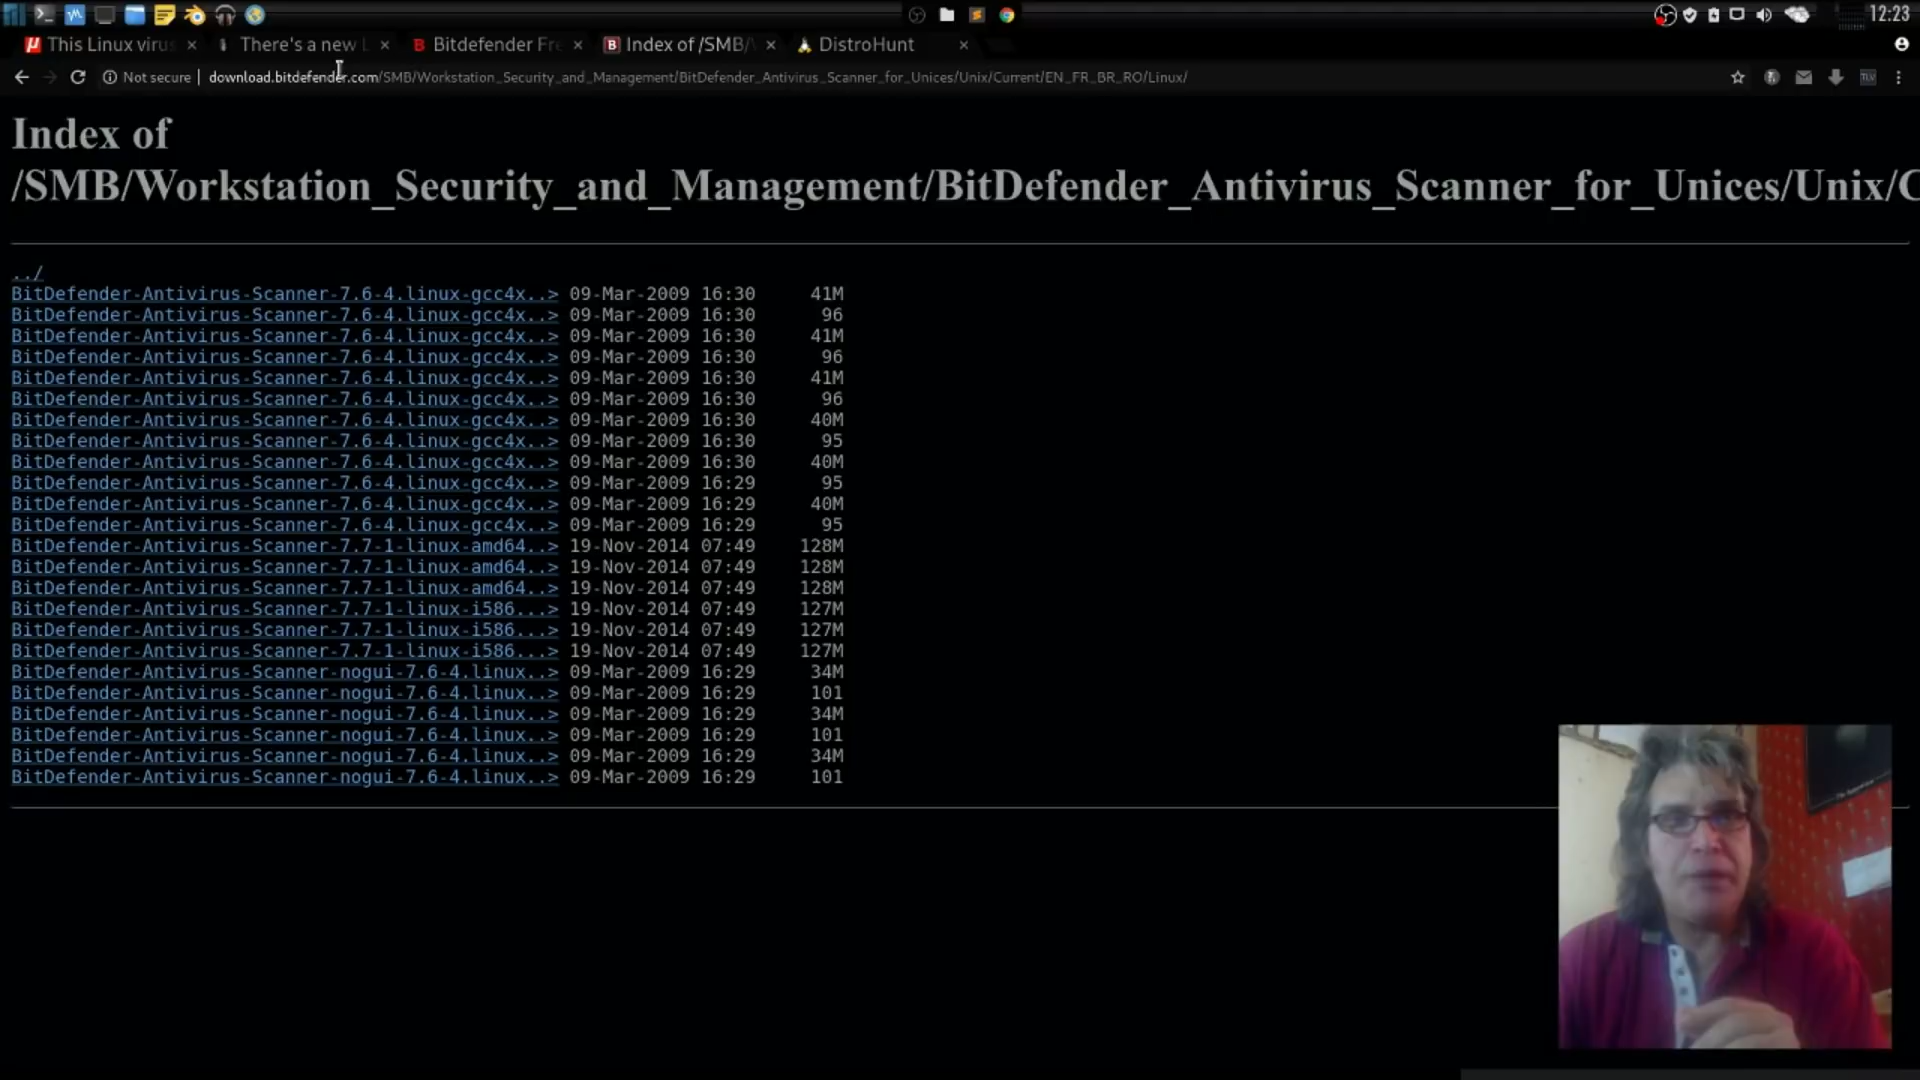 12:23
This Linux virus
There's a new L
Bitdefender Fre
Index of /SMB/
DistroHunt
Not secure | download.bitdefender.com/SMB/Workstation_Security_and_Management/BitDefender_Antivirus_Scanner_for_Unices/Unix/Current/EN_FR_BR_RO/Linux/
Index of
/SMB/Workstation_Security_and_Management/BitDefender_Antivirus_Scanner_for_Unices/Unix/C
../
BitDefender-Antivirus-Scanner-7.6-4.linux-gcc4x..> 09-Mar-2009 16:30 41M
BitDefender-Antivirus-Scanner-7.6-4.linux-gcc4x..> 09-Mar-2009 16:30 96
BitDefender-Antivirus-Scanner-7.6-4.linux-gcc4x..> 09-Mar-2009 16:30 41M
BitDefender-Antivirus-Scanner-7.6-4.linux-gcc4x..> 09-Mar-2009 16:30 96
BitDefender-Antivirus-Scanner-7.6-4.linux-gcc4x..> 09-Mar-2009 16:30 41M
BitDefender-Antivirus-Scanner-7.6-4.linux-gcc4x..> 09-Mar-2009 16:30 96
BitDefender-Antivirus-Scanner-7.6-4.linux-gcc4x..> 09-Mar-2009 16:30 40M
BitDefender-Antivirus-Scanner-7.6-4.linux-gcc4x..> 09-Mar-2009 16:30 95
BitDefender-Antivirus-Scanner-7.6-4.linux-gcc4x..> 09-Mar-2009 16:30 40M
BitDefender-Antivirus-Scanner-7.6-4.linux-gcc4x..> 09-Mar-2009 16:29 95
BitDefender-Antivirus-Scanner-7.6-4.linux-gcc4x..> 09-Mar-2009 16:29 40M
BitDefender-Antivirus-Scanner-7.6-4.linux-gcc4x..> 09-Mar-2009 16:29 95
BitDefender-Antivirus-Scanner-7.7-1-linux-amd64..> 19-Nov-2014 07:49 128M
BitDefender-Antivirus-Scanner-7.7-1-linux-amd64..> 19-Nov-2014 07:49 128M
BitDefender-Antivirus-Scanner-7.7-1-linux-amd64..> 19-Nov-2014 07:49 128M
BitDefender-Antivirus-Scanner-7.7-1-linux-i586...> 19-Nov-2014 07:49 127M
BitDefender-Antivirus-Scanner-7.7-1-linux-i586...> 19-Nov-2014 07:49 127M
BitDefender-Antivirus-Scanner-7.7-1-linux-i586...> 19-Nov-2014 07:49 127M
BitDefender-Antivirus-Scanner-nogui-7.6-4.linux..> 09-Mar-2009 16:29 34M
BitDefender-Antivirus-Scanner-nogui-7.6-4.linux..> 09-Mar-2009 16:29 101
BitDefender-Antivirus-Scanner-nogui-7.6-4.linux..> 09-Mar-2009 16:29 34M
BitDefender-Antivirus-Scanner-nogui-7.6-4.linux..> 09-Mar-2009 16:29 101
BitDefender-Antivirus-Scanner-nogui-7.6-4.linux..> 09-Mar-2009 16:29 34M
BitDefender-Antivirus-Scanner-nogui-7.6-4.linux..> 09-Mar-2009 16:29 101